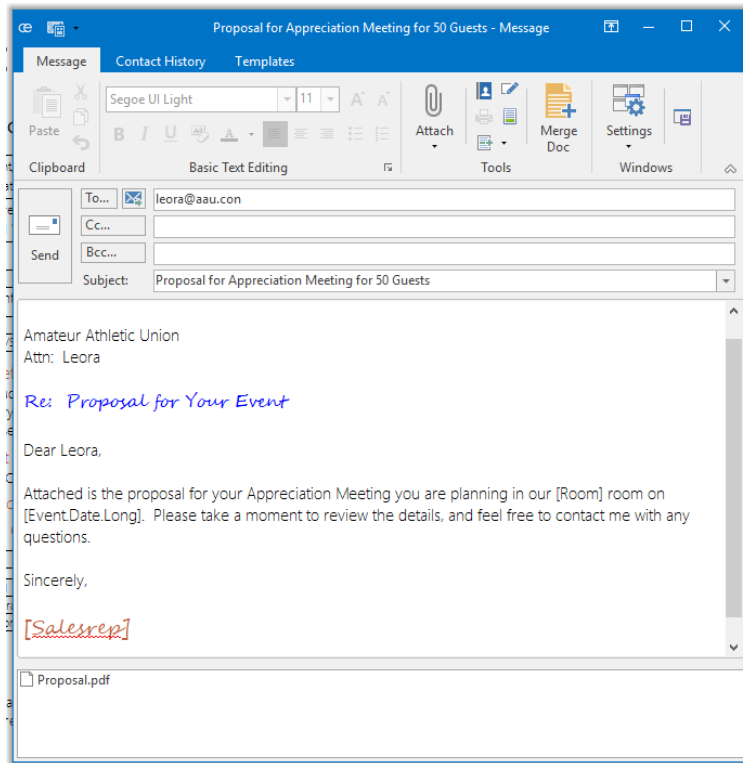 œ Proposal for Appreciation Meeting for 50 Guests - Message
Message Contact History Templates
Segoe UI Light 11 A A
Paste B I U ab A Attach Merge Doc Settings
Clipboard Basic Text Editing Tools Windows
To... leora@aau.con
Cc...
Send Bcc...
Subject: Proposal for Appreciation Meeting for 50 Guests
Amateur Athletic Union
Attn: Leora
Re: Proposal for Your Event
Dear Leora,
Attached is the proposal for your Appreciation Meeting you are planning in our [Room] room on
[Event.Date.Long]. Please take a moment to review the details, and feel free to contact me with any
questions.
Sincerely,
[Salesrep]
Proposal.pdf